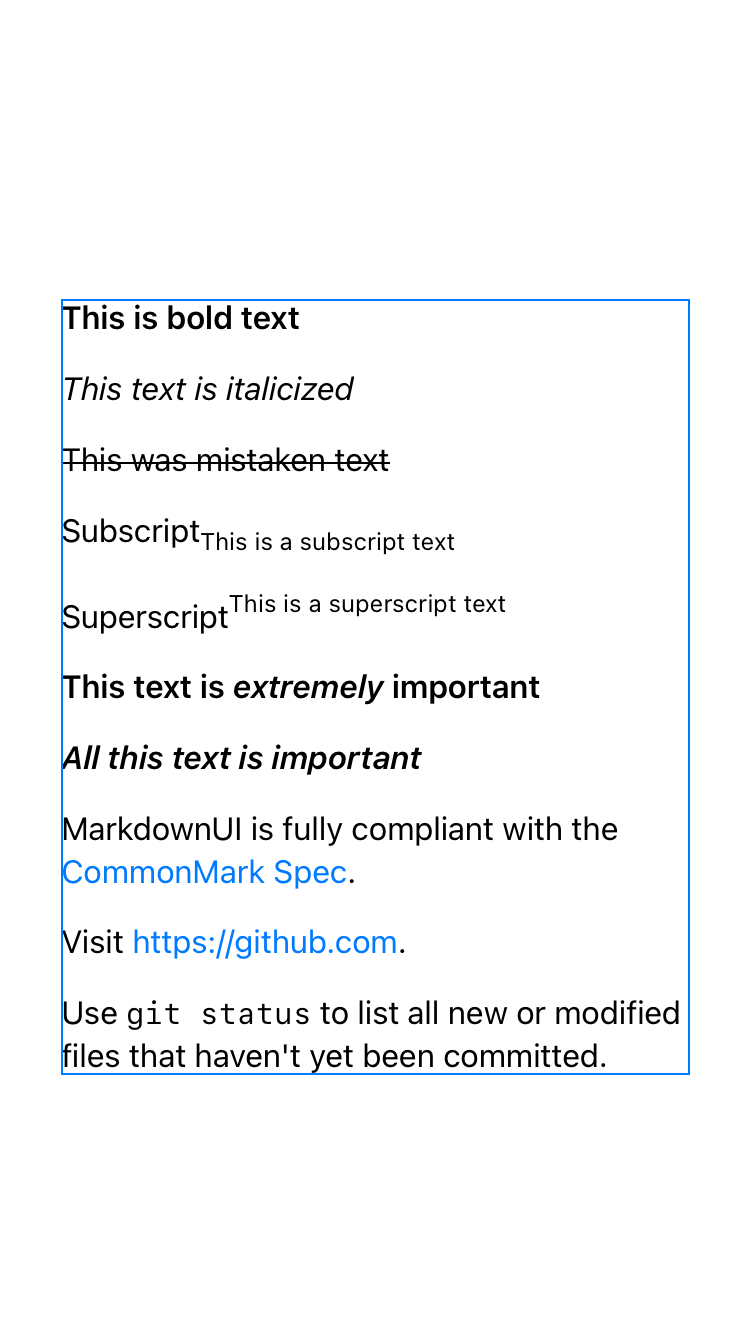 This is bold text
This text is italicized
This was mistaken text
SubscriptThis is a subscript text
SuperscriptThis is a superscript text
This text is extremely important
All this text is important
MarkdownUI is fully compliant with the
CommonMark Spec.
Visit https://github.com.
Use git status to list all new or modified
files that haven't yet been committed.